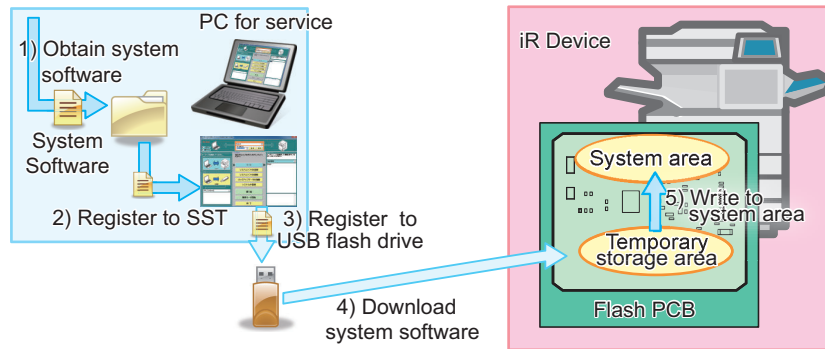 PC for service
1) Obtain system
software
System
Software
2) Register to SST
3) Register to
USB flash drive
4) Download
system software
iR Device
System area
5) Write to
system area
Temporary
storage area
Flash PCB